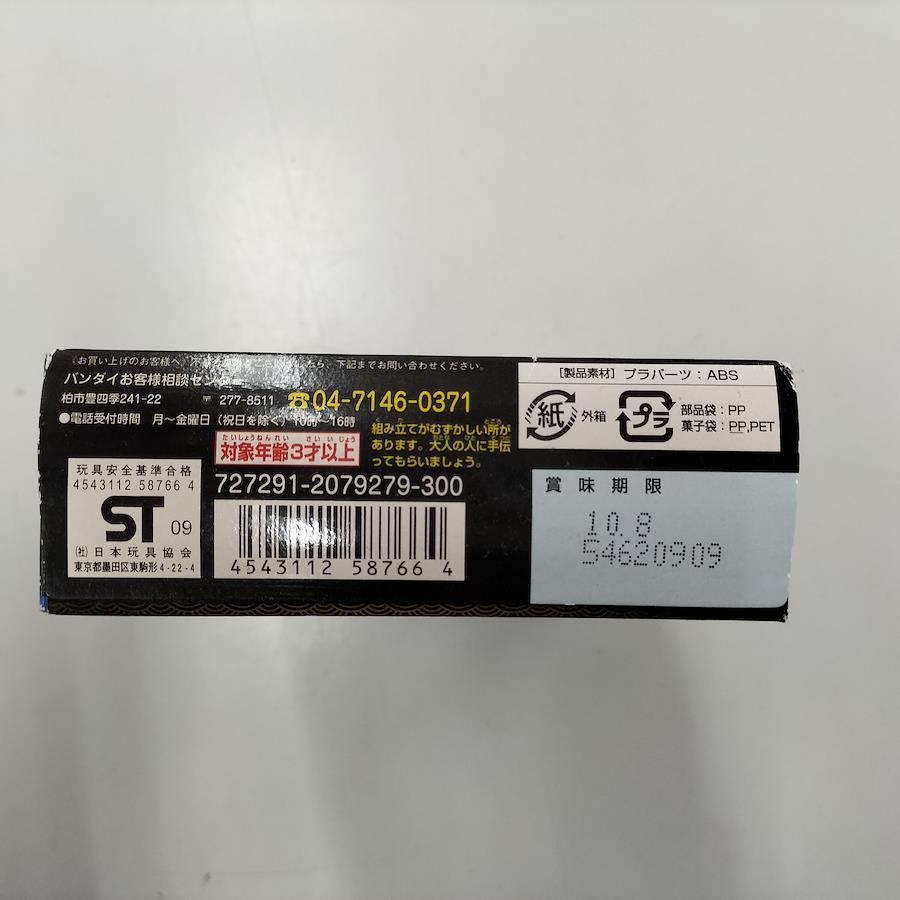 〈お買い上げのお客様へ〉不 たら、下記までお問い合わせください。
バンダイお客様相談センター
柏市豊四季241-22 〒277-8511 ☎04-7146-0371
●電話受付時間 月〜金曜日(祝日を除く)10時〜16時
組み立てがむずかしい所が
あります。大人の人に手伝
ってもらいましょう。
たいしょうねんれい さいいじょう
対象年齢3才以上
玩具安全基準合格
4543112 58766 4
ST 09
(社)日本玩具協会
東京都墨田区東駒形4-22-4
727291-2079279-300
4543112 587664
[製品素材] プラパーツ:ABS
紙 外箱
プラ 部品袋:PP
菓子袋:PP,PET
賞味期限
10.8
54620909